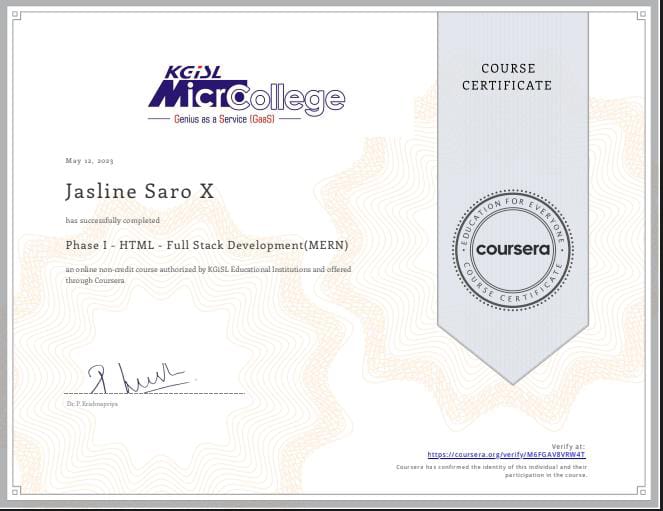 KGiSL
MicroCollege
Genius as a Service (GaaS)
COURSE
CERTIFICATE
May 12, 2023
Jasline Saro X
has successfully completed
Phase I - HTML - Full Stack Development(MERN)
an online non-credit course authorized by KGiSL Educational Institutions and offered
through Coursera
EDUCATION FOR EVERYONE
coursera
COURSE CERTIFICATE
Dr. P. Krishnapriya
Verify at:
https://coursera.org/verify/M6FGAV8VRW4T
Coursera has confirmed the identity of this individual and their
participation in the course.